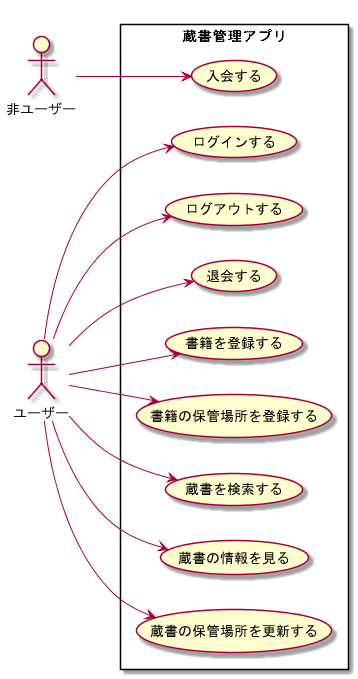 蔵書管理アプリ
入会する
非ユーザー
ログインする
ログアウトする
退会する
書籍を登録する
ユーザー
書籍の保管場所を登録する
蔵書を検索する
蔵書の情報を見る
蔵書の保管場所を更新する